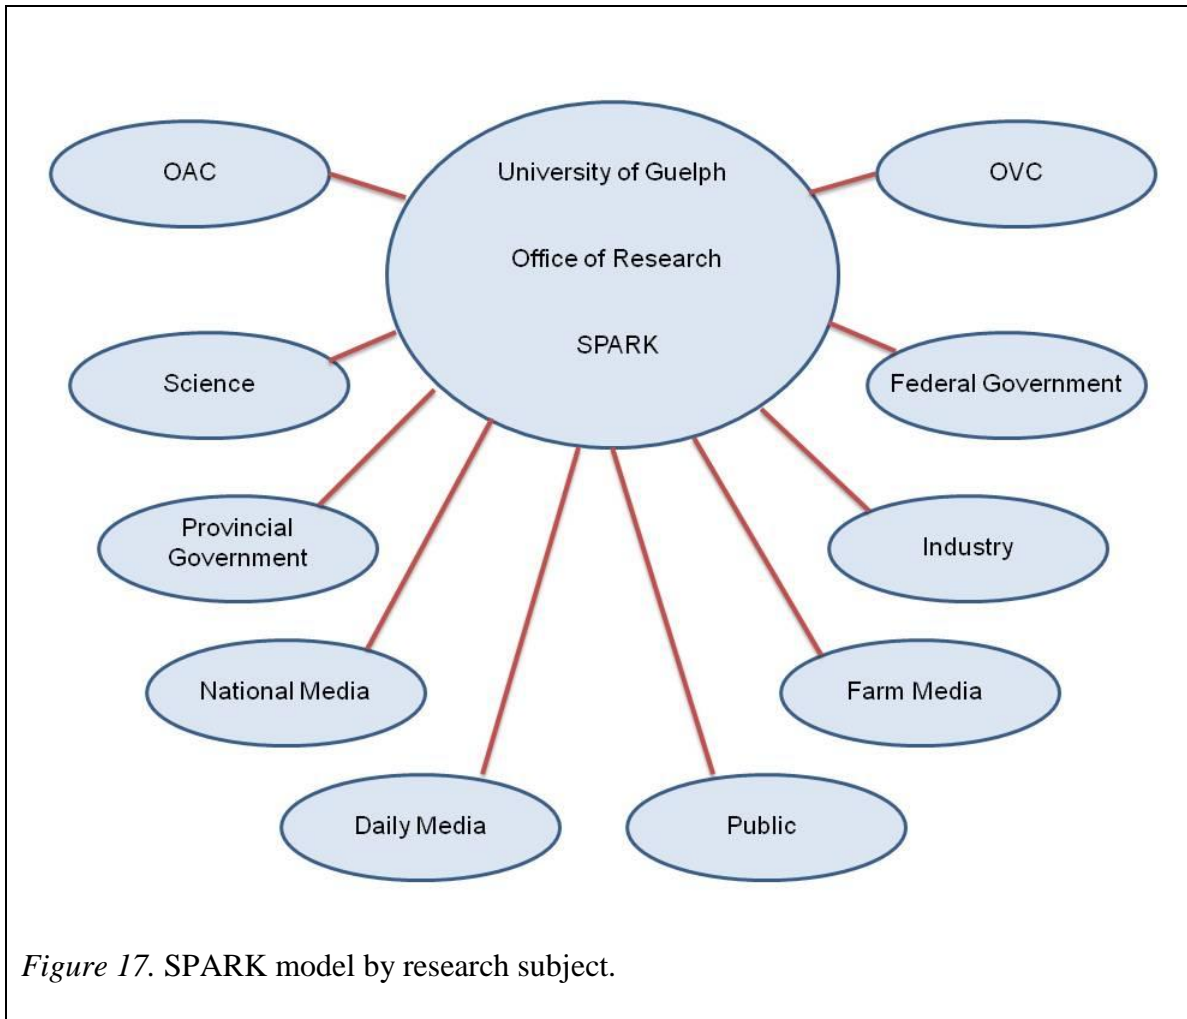 OAC
University of Guelph
OVC
Office of Research
SPARK
Science
Federal Government
Provincial
Government
Industry
National Media
Farm Media
Daily Media
Public
Figure 17. SPARK model by research subject.